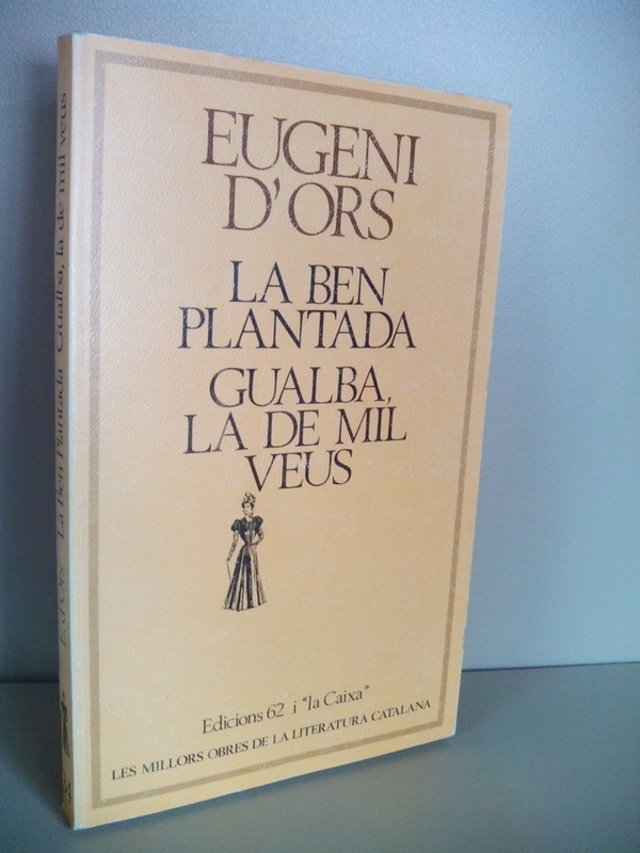 EUGENI
D'ORS
LA BEN
PLANTADA
GUALBA,
LA DE MIL
VEUS
Edicions 62 i "la Caixa"
LES MILLORS OBRES DE LA LITERATURA CATALANA
E. d'Ors La Ben Plantada Gualba, la de mil veus